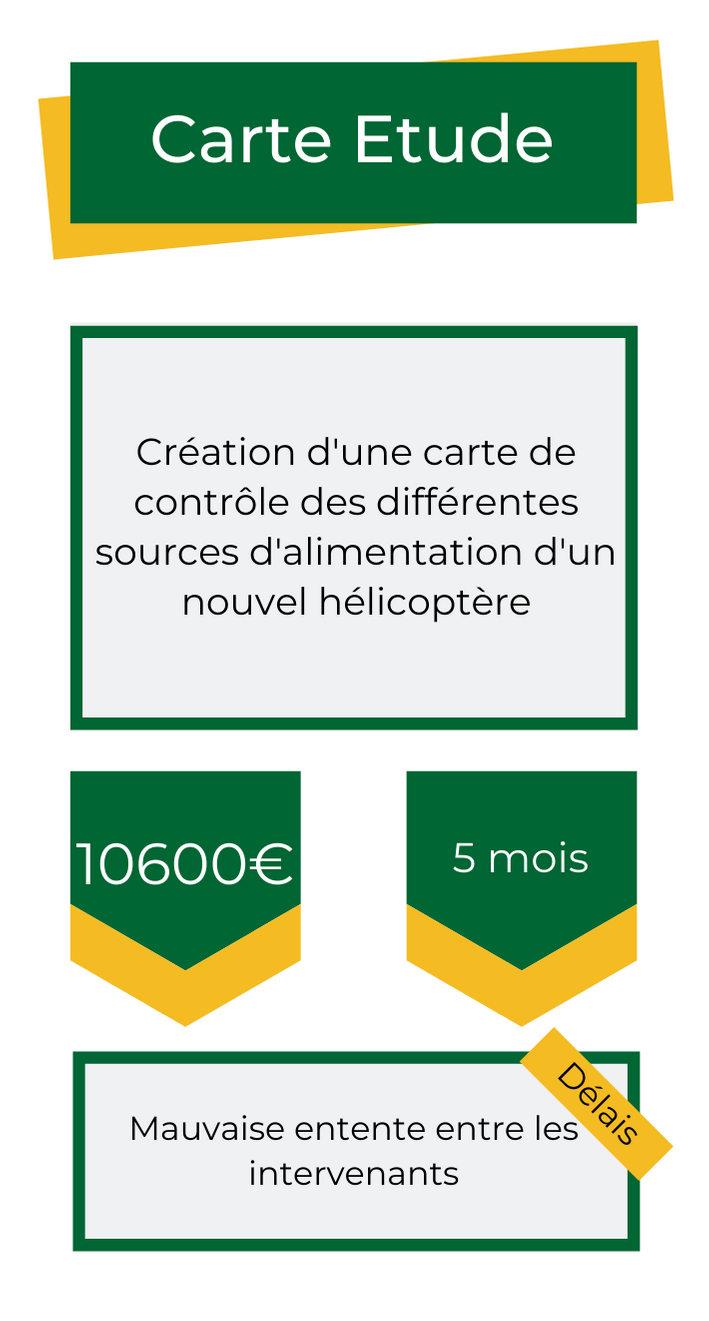 Carte Etude
Création d'une carte de
contrôle des différentes
sources d'alimentation d'un
nouvel hélicoptère
10600€
5 mois
Délais
Mauvaise entente entre les
intervenants